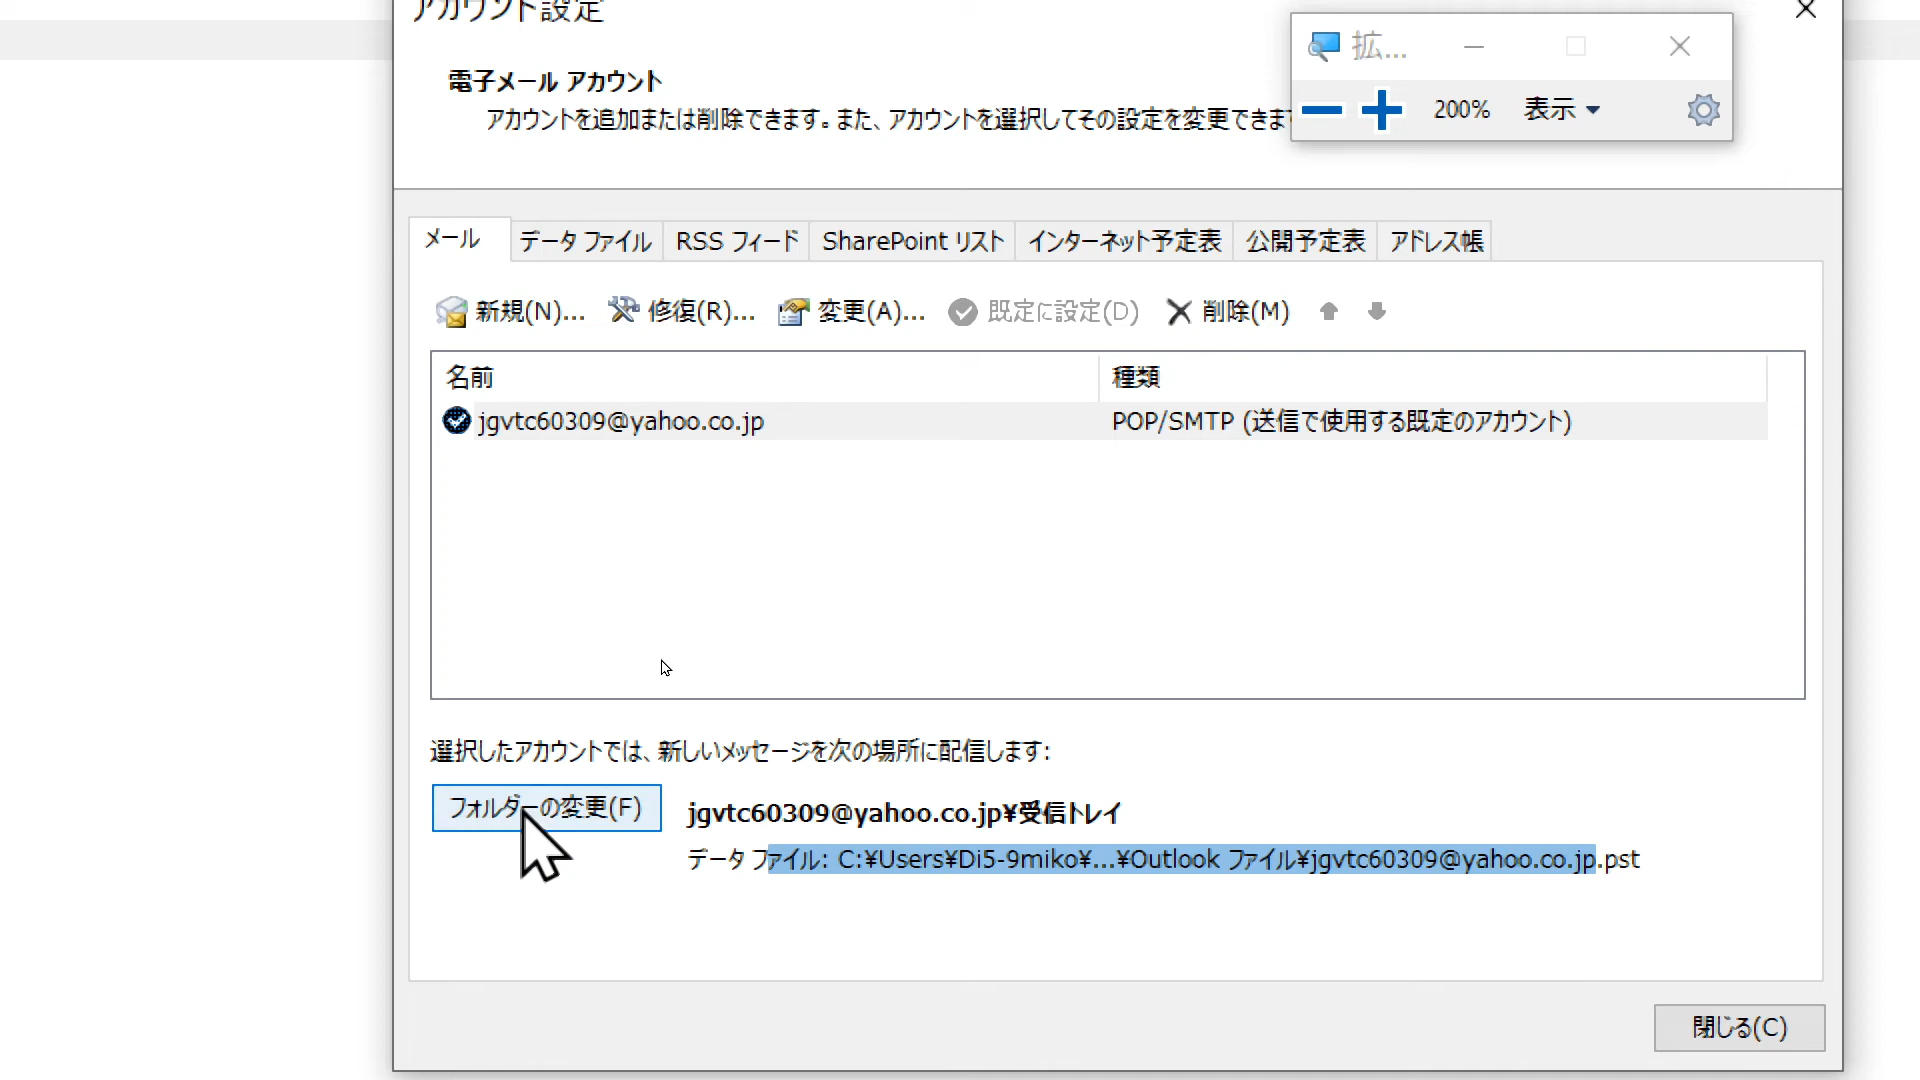 アカウント設定
拡...
200% 表示
電子メール アカウント
アカウントを追加または削除できます。また、アカウントを選択してその設定を変更できます
メール データ ファイル RSS フィード SharePoint リスト インターネット予定表 公開予定表 アドレス帳
新規(N)... 修復(R)... 変更(A)... 既定に設定(D) 削除(M)
名前 種類
jgvtc60309@yahoo.co.jp POP/SMTP (送信で使用する既定のアカウント)
選択したアカウントでは、新しいメッセージを次の場所に配信します:
フォルダーの変更(F) jgvtc60309@yahoo.co.jp¥受信トレイ
データ ファイル: C:¥Users¥Di5-9miko¥...¥Outlook ファイル¥jgvtc60309@yahoo.co.jp.pst
閉じる(C)